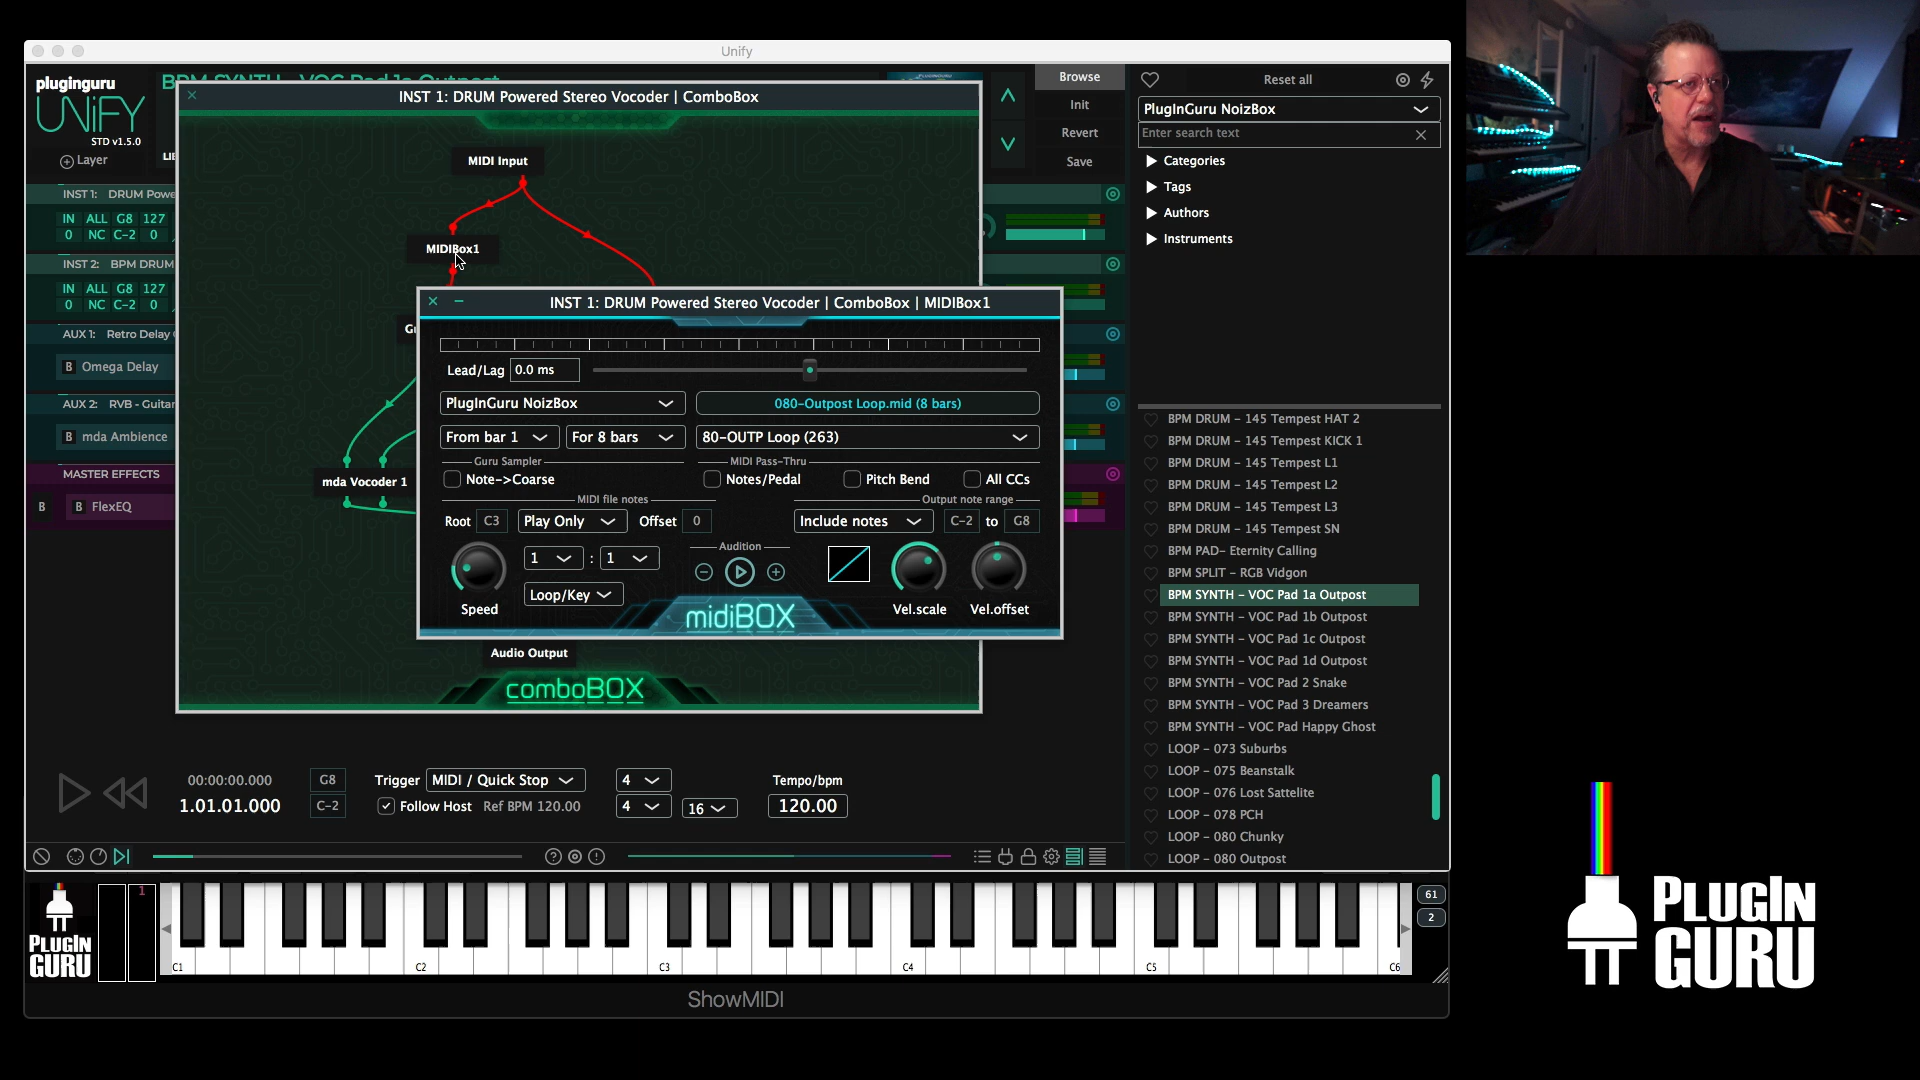 Unify
pluginguru
UNiFY
STD v1.5.0
Layer
INST 1: DRUM Powered Stereo Vocoder | ComboBox
Browse
Init
Revert
Save
Reset all
PlugInGuru NoizBox
Enter search text
Categories
Tags
Authors
Instruments
INST 1: DRUM Powe
IN ALL G8 127
0 NC C-2 0
INST 2: BPM DRUM
IN ALL G8 127
0 NC C-2 0
AUX 1: Retro Delay
B Omega Delay
AUX 2: RVB - Guitar
B mda Ambience
MASTER EFFECTS
B B FlexEQ
MIDI Input
MIDIBox1
mda Vocoder 1
Audio Output
comboBOX
INST 1: DRUM Powered Stereo Vocoder | ComboBox | MIDIBox1
Lead/Lag 0.0 ms
PlugInGuru NoizBox 080-Outpost Loop.mid (8 bars)
From bar 1 For 8 bars 80-OUTP Loop (263)
Guru Sampler MIDI Pass-Thru
Note->Coarse Notes/Pedal Pitch Bend All CCs
MIDI file notes Output note range
Root C3 Play Only Offset 0 Include notes C-2 to G8
1 : 1 Audition
Loop/Key
Speed midiBOX Vel.scale Vel.offset
BPM DRUM - 145 Tempest HAT 2
BPM DRUM - 145 Tempest KICK 1
BPM DRUM - 145 Tempest L1
BPM DRUM - 145 Tempest L2
BPM DRUM - 145 Tempest L3
BPM DRUM - 145 Tempest SN
BPM PAD- Eternity Calling
BPM SPLIT - RGB Vidgon
BPM SYNTH - VOC Pad 1a Outpost
BPM SYNTH - VOC Pad 1b Outpost
BPM SYNTH - VOC Pad 1c Outpost
BPM SYNTH - VOC Pad 1d Outpost
BPM SYNTH - VOC Pad 2 Snake
BPM SYNTH - VOC Pad 3 Dreamers
BPM SYNTH - VOC Pad Happy Ghost
LOOP - 073 Suburbs
LOOP - 075 Beanstalk
LOOP - 076 Lost Sattelite
LOOP - 078 PCH
LOOP - 080 Chunky
LOOP - 080 Outpost
00:00:00.000 G8 Trigger MIDI / Quick Stop 4 Tempo/bpm
1.01.01.000 C-2 Follow Host Ref BPM 120.00 4 16 120.00
1
61
2
PLUGIN
GURU
C1 C2 C3 C4 C5 C6
ShowMIDI
PLUGIN
GURU